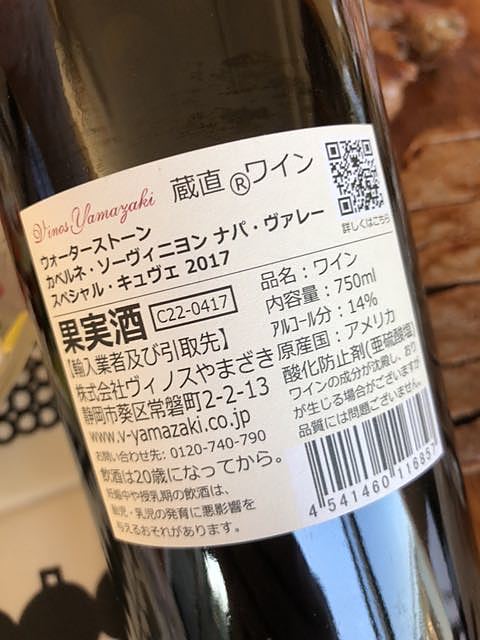 Vinos Yamazaki 蔵直®ワイン
詳しくはこちら
ウォーターストーン
カベルネ・ソーヴィニヨン ナパ・ヴァレー
スペシャル・キュヴェ 2017
果実酒 C22-0417
【輸入業者及び引取先】
株式会社ヴィノスやまざき
静岡市葵区常磐町2-2-13
www.v-yamazaki.co.jp
お問い合わせ先: 0120-740-790
飲酒は20歳になってから。
妊娠中や授乳期の飲酒は、
胎児・乳児の発育に悪影響を
与えるおそれがあります。
品名：ワイン
内容量：750ml
アルコール分：14%
原産国：アメリカ
酸化防止剤(亜硫酸塩)
ワインの成分が沈殿し、おり
が生じる場合がございますが
品質には問題ございません。
4 541460 116857